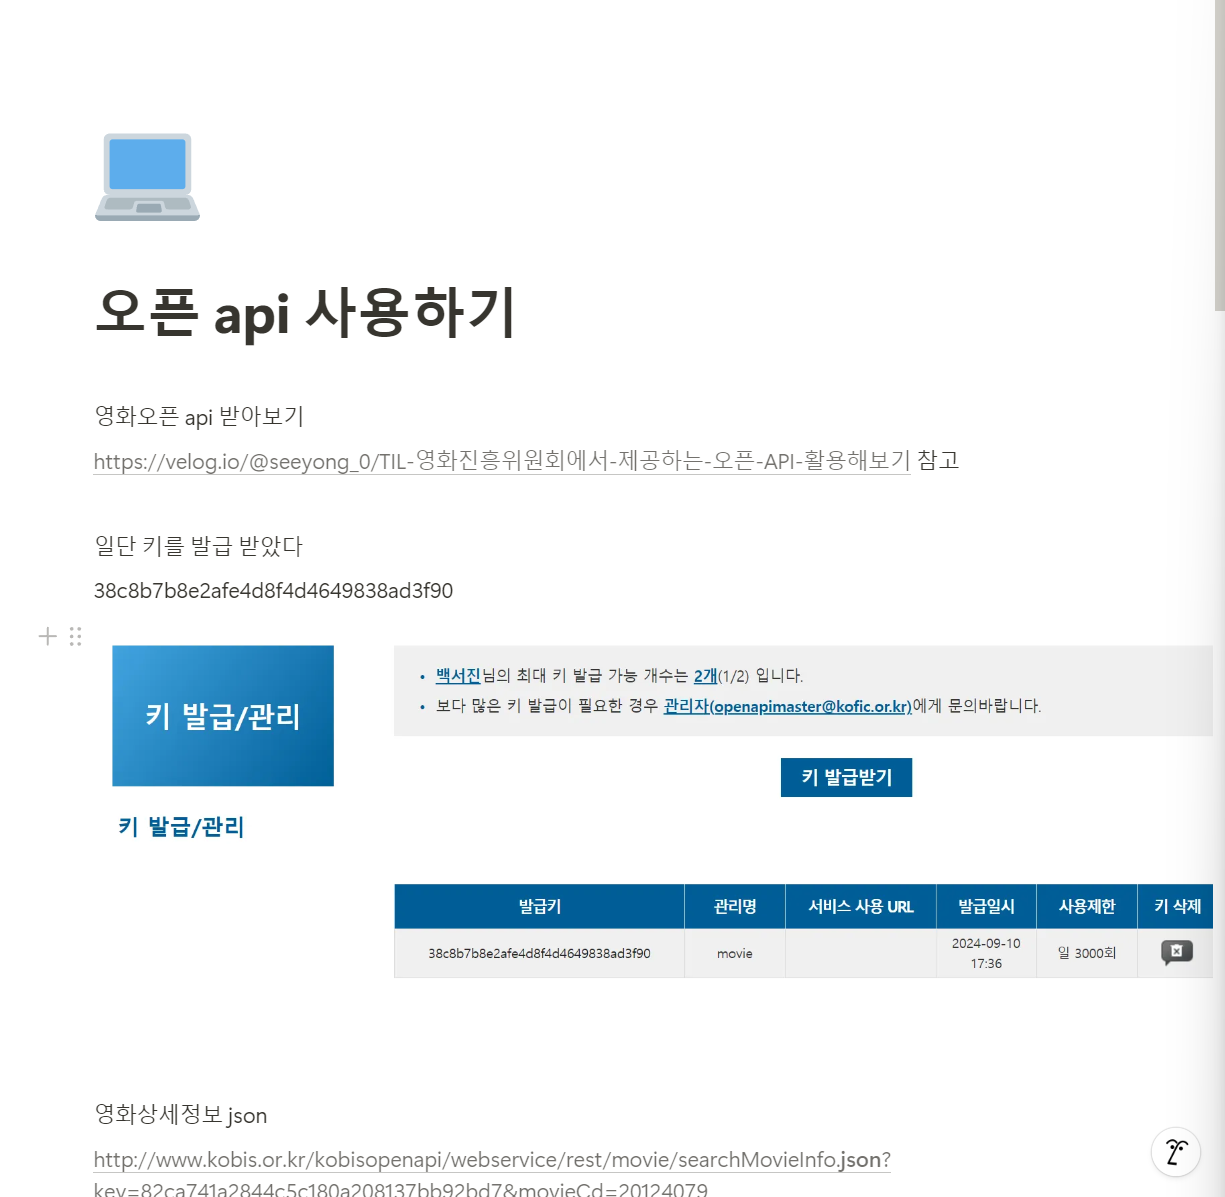 오픈 api 사용하기
영화오픈 api 받아보기
https://velog.io/@seeyong_0/TIL-영화진흥위원회에서-제공하는-오픈-API-활용해보기 참고
일단 키를 발급 받았다
38c8b7b8e2afe4d8f4d4649838ad3f90
키 발급/관리
키 발급/관리
• 백서진님의 최대 키 발급 가능 개수는 2개(1/2) 입니다.
• 보다 많은 키 발급이 필요한 경우 관리자(openapimaster@kofic.or.kr)에게 문의바랍니다.
키 발급받기
발급키 관리명 서비스 사용 URL 발급일시 사용제한 키 삭제
38c8b7b8e2afe4d8f4d4649838ad3f90 movie 2024-09-10 일 3000회
17:36
영화상세정보 json
http://www.kobis.or.kr/kobisopenapi/webservice/rest/movie/searchMovieInfo.json?
key=82ca741a2844c5c180a208137bb92bd7&movieCd=20124079